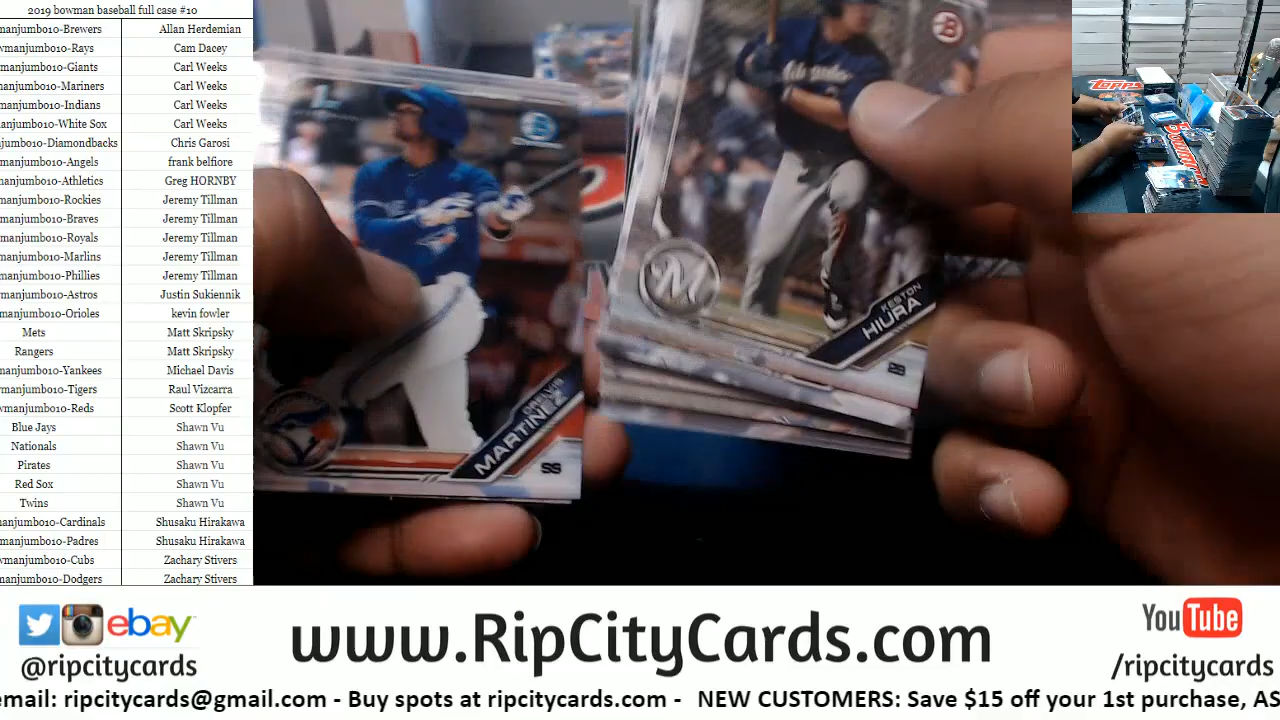 2019 bowman baseball full case #10
manjumbo10-Brewers Allan Herdemian
wmanjumbo10-Rays Cam Dacey
manjumbo10-Giants Carl Weeks
manjumbo10-Mariners Carl Weeks
manjumbo10-Indians Carl Weeks
manjumbo10-White Sox Carl Weeks
njumbo10-Diamondbacks Chris Garosi
manjumbo10-Angels frank belfiore
manjumbo10-Athletics Greg HORNBY
manjumbo10-Rockies Jeremy Tillman
manjumbo10-Braves Jeremy Tillman
manjumbo10-Royals Jeremy Tillman
manjumbo10-Marlins Jeremy Tillman
manjumbo10-Phillies Jeremy Tillman
wmanjumbo10-Astros Justin Sukiennik
manjumbo10-Orioles kevin fowler
Mets Matt Skripsky
Rangers Matt Skripsky
manjumbo10-Yankees Michael Davis
wmanjumbo10-Tigers Raul Vizcarra
wmanjumbo10-Reds Scott Klopfer
Blue Jays Shawn Vu
Nationals Shawn Vu
Pirates Shawn Vu
Red Sox Shawn Vu
Twins Shawn Vu
manjumbo10-Cardinals Shusaku Hirakawa
manjumbo10-Padres Shusaku Hirakawa
wmanjumbo10-Cubs Zachary Stivers
manjumbo10-Dodgers Zachary Stivers
ORELVIS
MARTINEZ
SS
KESTON
HIURA
2B
Topps
Bowman
ebay
@ripcitycards
www.RipCityCards.com
YouTube
/ripcitycards
email: ripcitycards@gmail.com - Buy spots at ripcitycards.com - NEW CUSTOMERS: Save $15 off your 1st purchase, AS